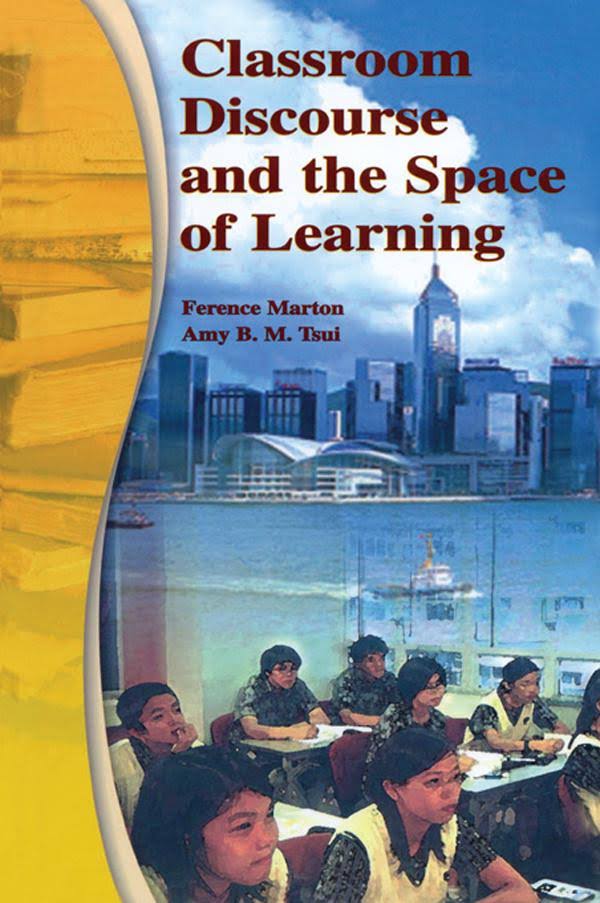 Classroom
Discourse
and the Space
of Learning
Ference Marton
Amy B. M. Tsui